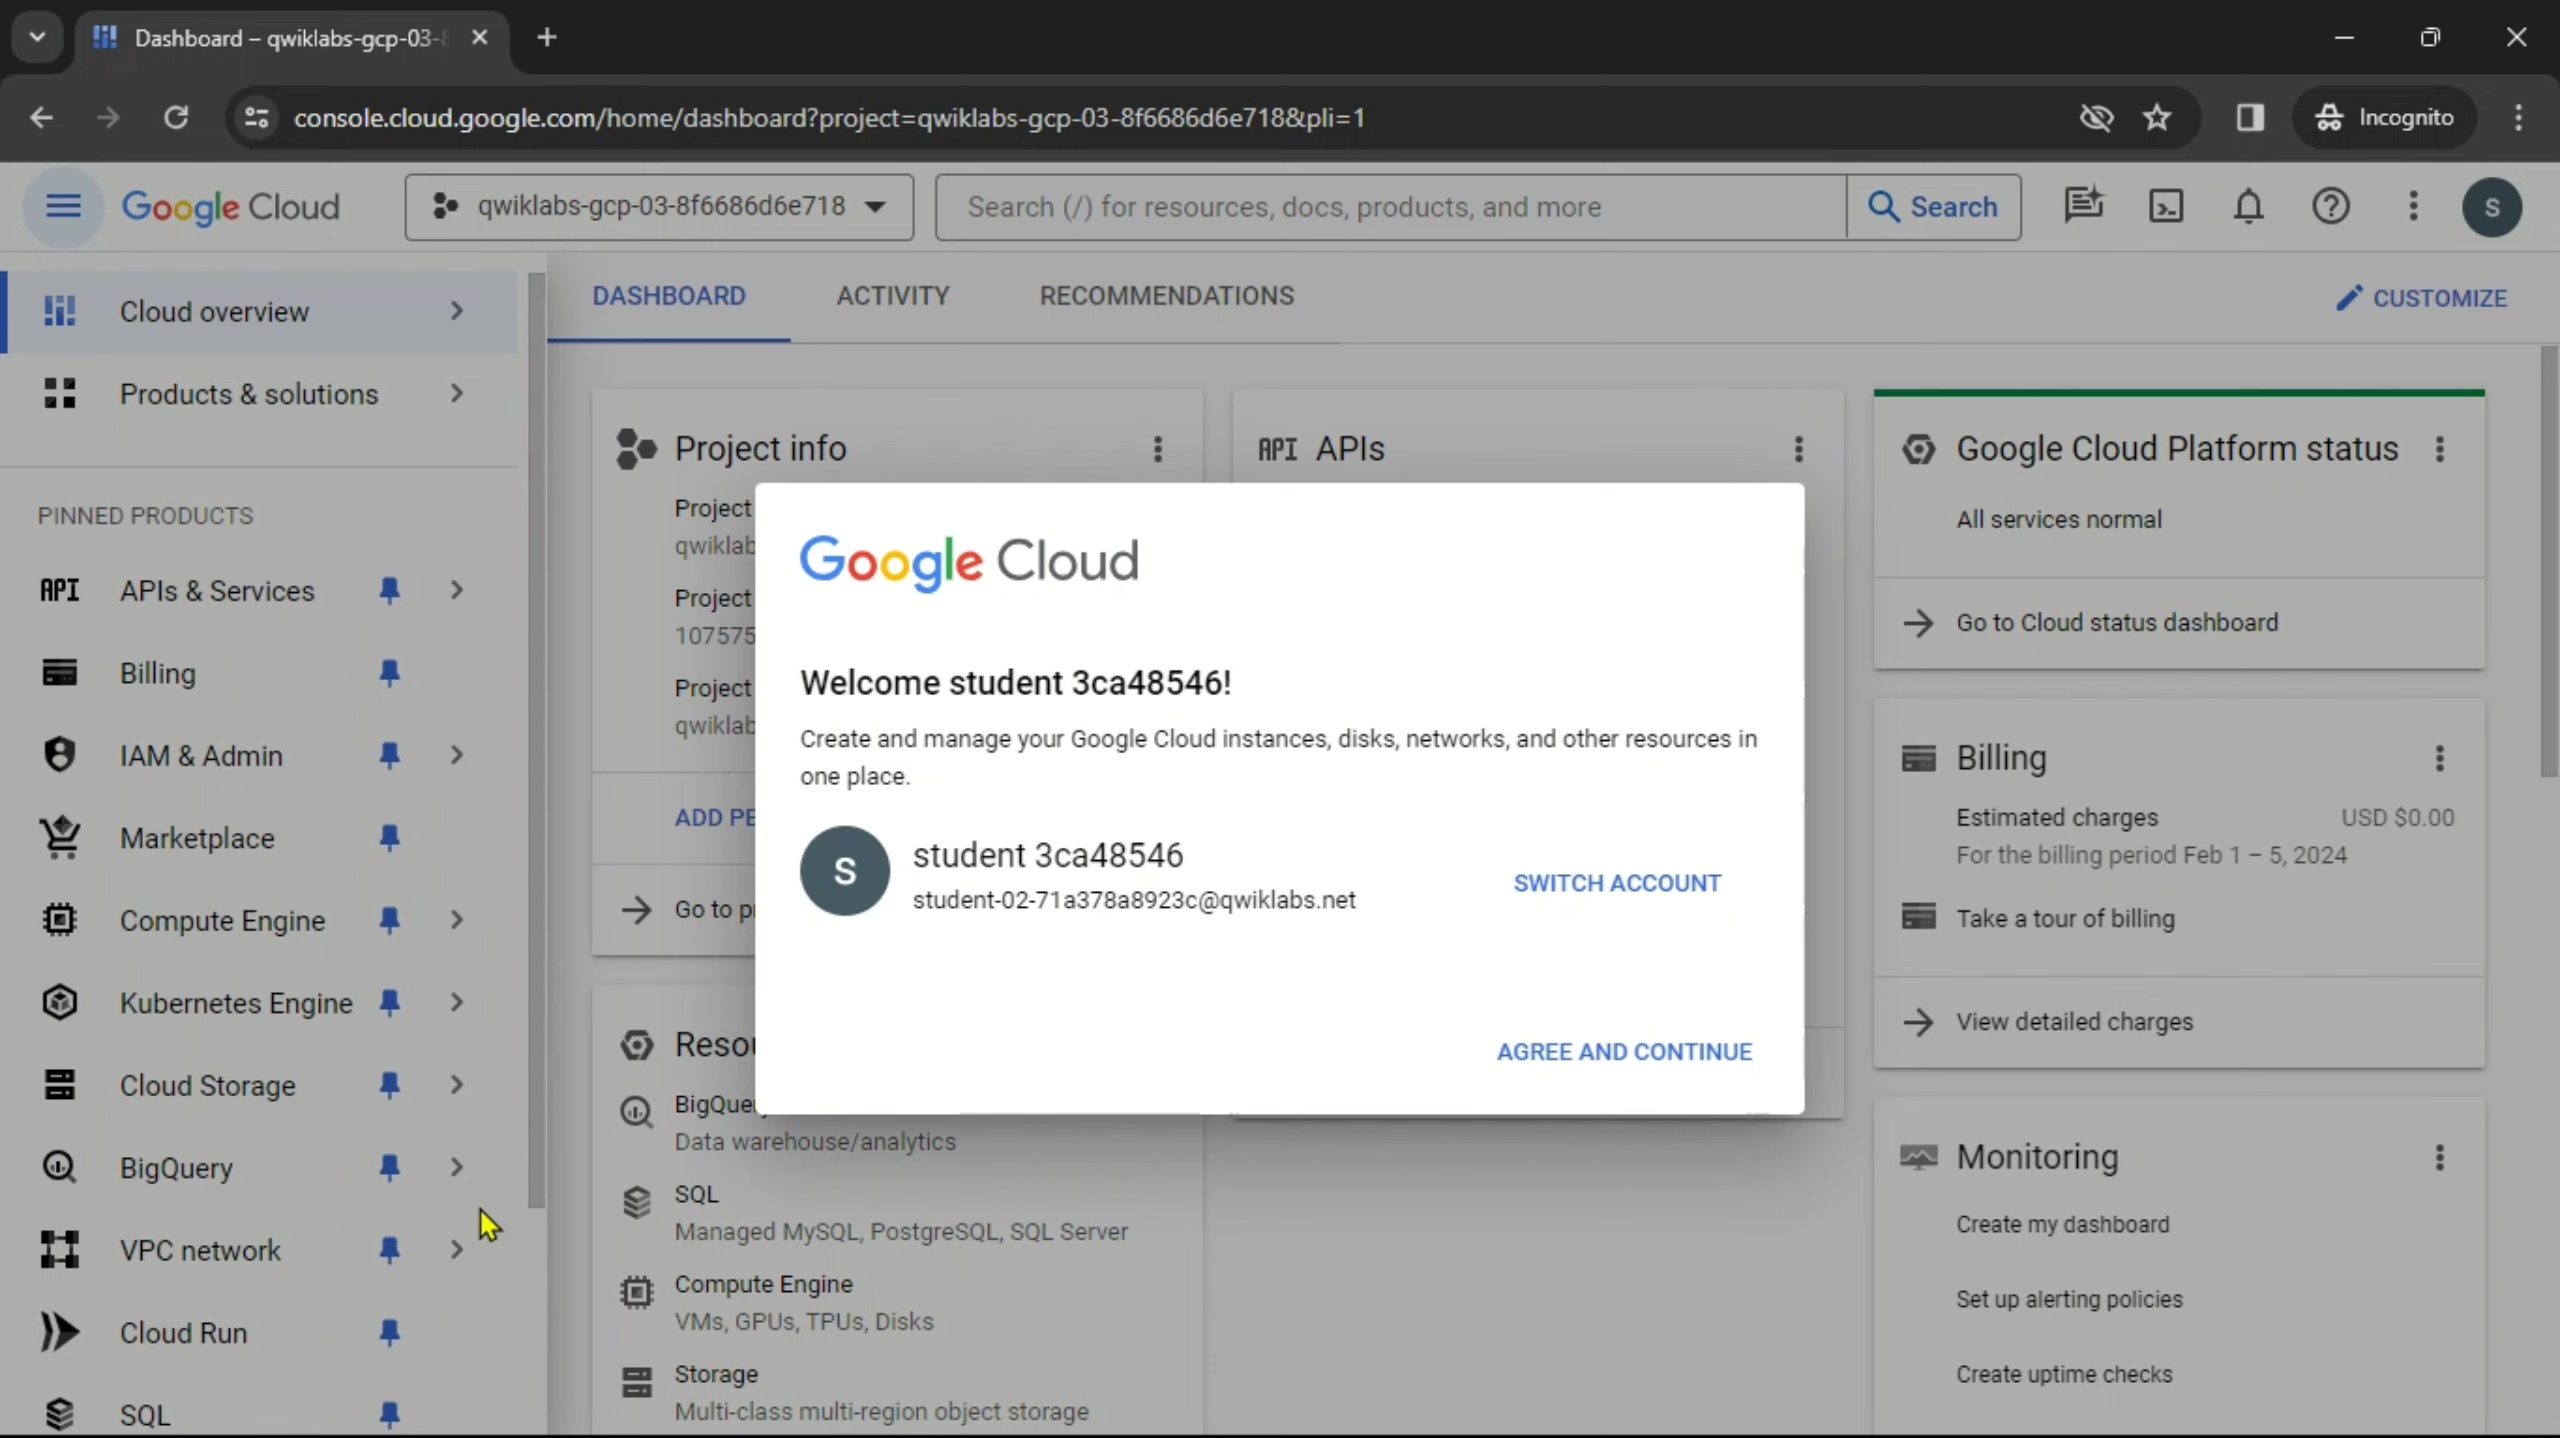 Dashboard – qwiklabs-gcp-03-8
console.cloud.google.com/home/dashboard?project=qwiklabs-gcp-03-8f6686d6e718&pli=1
Incognito
Google Cloud
qwiklabs-gcp-03-8f6686d6e718
Search (/) for resources, docs, products, and more
Search
S
Cloud overview
Products & solutions
PINNED PRODUCTS
API APIs & Services
Billing
IAM & Admin
Marketplace
Compute Engine
Kubernetes Engine
Cloud Storage
BigQuery
VPC network
Cloud Run
SQL
DASHBOARD
ACTIVITY
RECOMMENDATIONS
CUSTOMIZE
Project info
Project
qwiklab
Project
107575
Project
qwiklab
ADD PE
Go to p
Resou
BigQuery
Data warehouse/analytics
SQL
Managed MySQL, PostgreSQL, SQL Server
Compute Engine
VMs, GPUs, TPUs, Disks
Storage
Multi-class multi-region object storage
API APIs
Google Cloud
Welcome student 3ca48546!
Create and manage your Google Cloud instances, disks, networks, and other resources in
one place.
S
student 3ca48546
student-02-71a378a8923c@qwiklabs.net
SWITCH ACCOUNT
AGREE AND CONTINUE
Google Cloud Platform status
All services normal
Go to Cloud status dashboard
Billing
Estimated charges USD $0.00
For the billing period Feb 1 – 5, 2024
Take a tour of billing
View detailed charges
Monitoring
Create my dashboard
Set up alerting policies
Create uptime checks